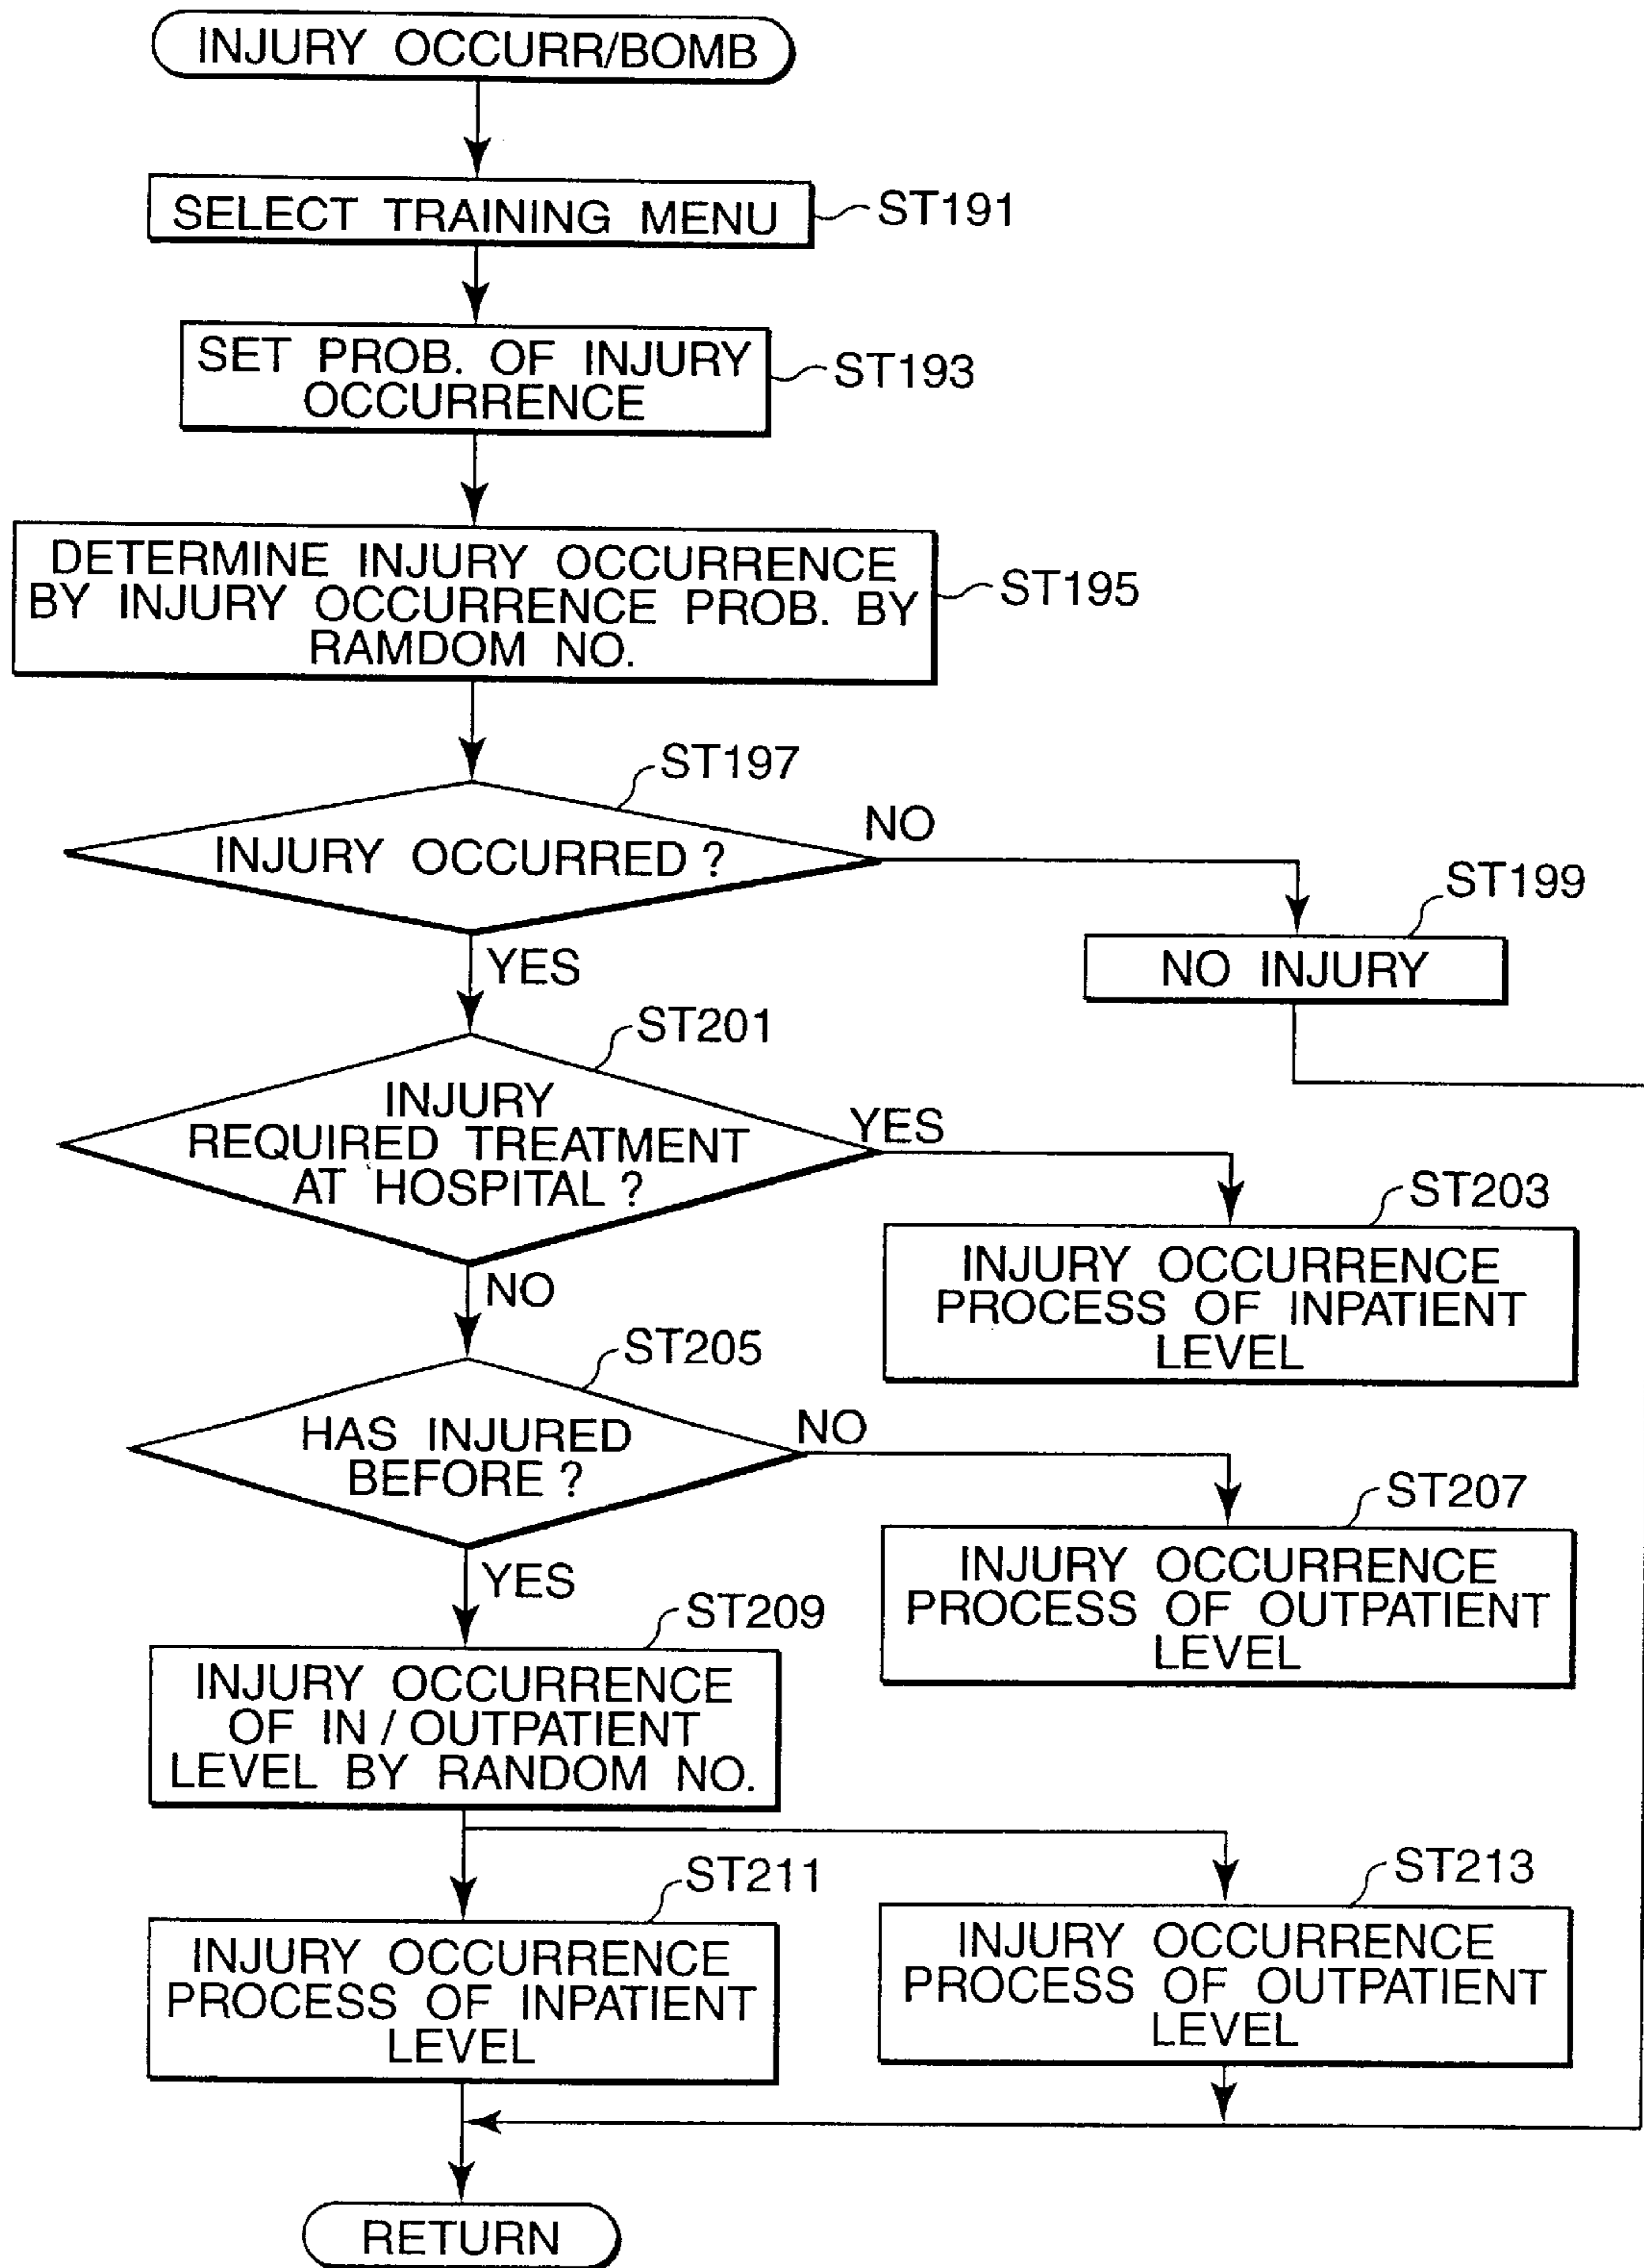 INJURY OCCURR/BOMB
SELECT TRAINING MENU
ST191
SET PROB. OF INJURY
OCCURRENCE
ST193
DETERMINE INJURY OCCURRENCE
BY INJURY OCCURRENCE PROB. BY
RAMDOM NO.
ST195
ST197
INJURY OCCURRED ?
NO
YES
ST199
NO INJURY
ST201
INJURY
REQUIRED TREATMENT
AT HOSPITAL ?
YES
NO
ST203
INJURY OCCURRENCE
PROCESS OF INPATIENT
LEVEL
ST205
HAS INJURED
BEFORE ?
NO
YES
ST207
INJURY OCCURRENCE
PROCESS OF OUTPATIENT
LEVEL
ST209
INJURY OCCURRENCE
OF IN / OUTPATIENT
LEVEL BY RANDOM NO.
ST211
INJURY OCCURRENCE
PROCESS OF INPATIENT
LEVEL
ST213
INJURY OCCURRENCE
PROCESS OF OUTPATIENT
LEVEL
RETURN